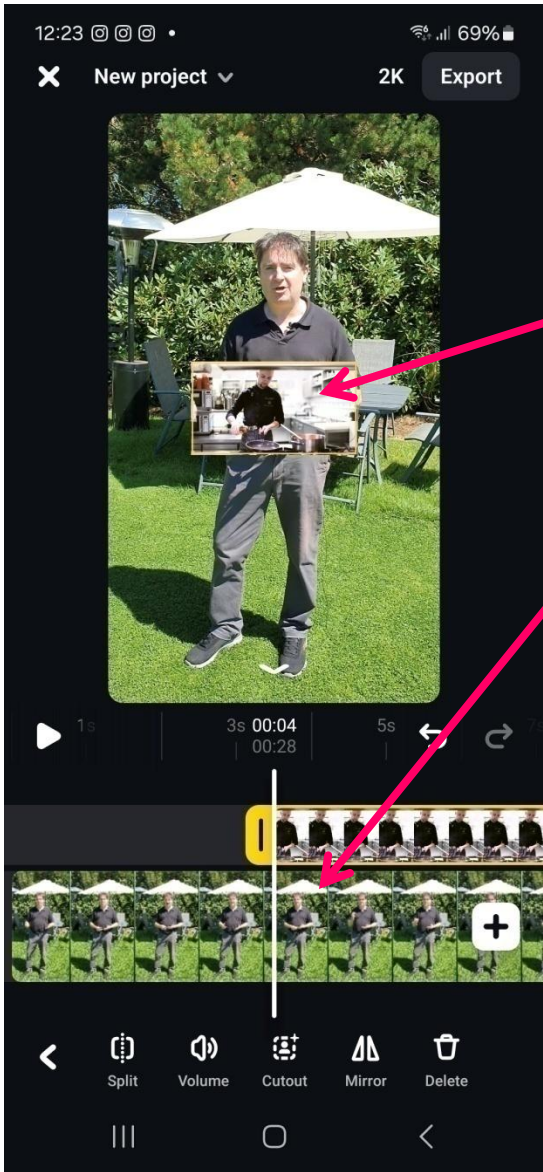 12:23
69%
New project
2K
Export
1s
3s
00:04
5s
00:28
Split
Volume
Cutout
Mirror
Delete